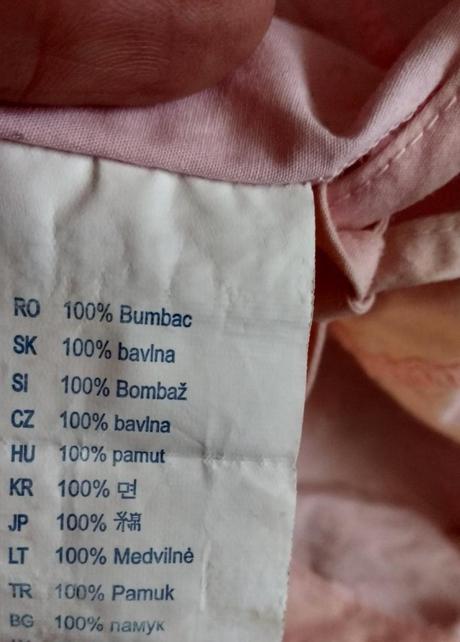 RO 100% Bumbac
SK 100% bavlna
SI 100% Bombaž
CZ 100% bavlna
HU 100% pamut
KR 100% 면
JP 100%
LT 100% Medvilnė
TR 100% Pamuk
BG 100% памук